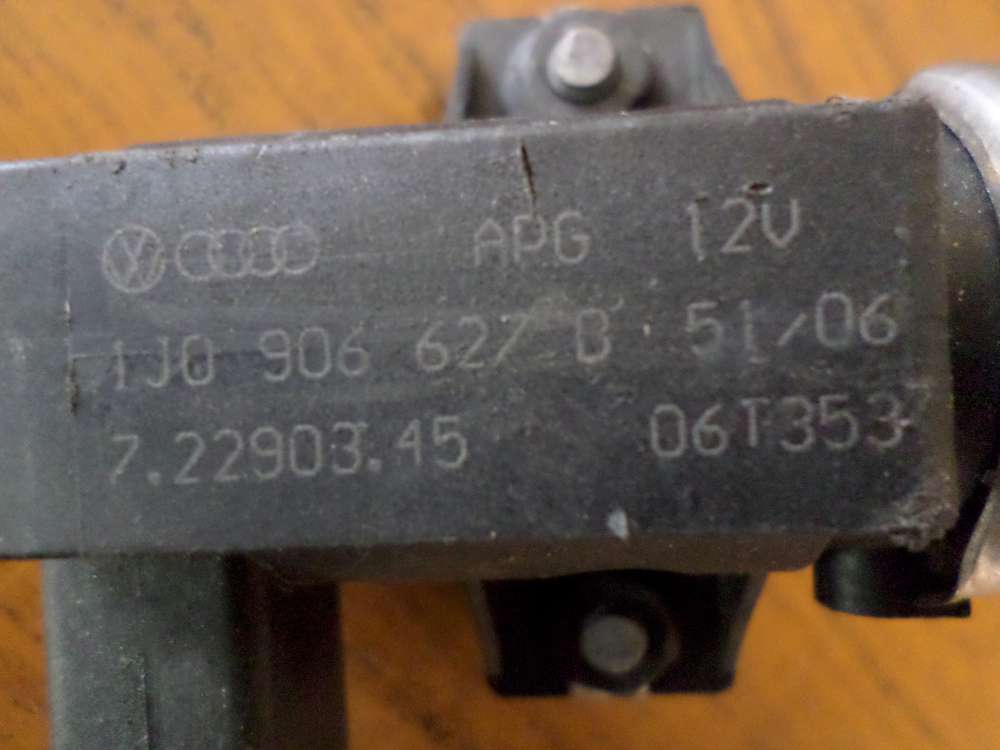 APG 12V
1J0 906 627 B 51/06
7.22903.45 06T353